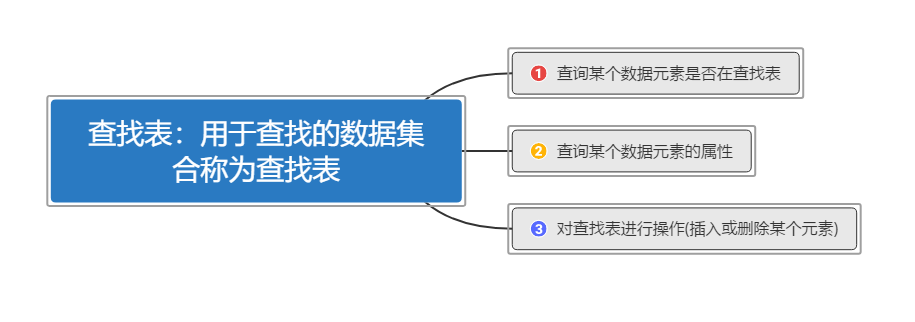 查找表：用于查找的数据集
合称为查找表
1 查询某个数据元素是否在查找表
2 查询某个数据元素的属性
3 对查找表进行操作(插入或删除某个元素)